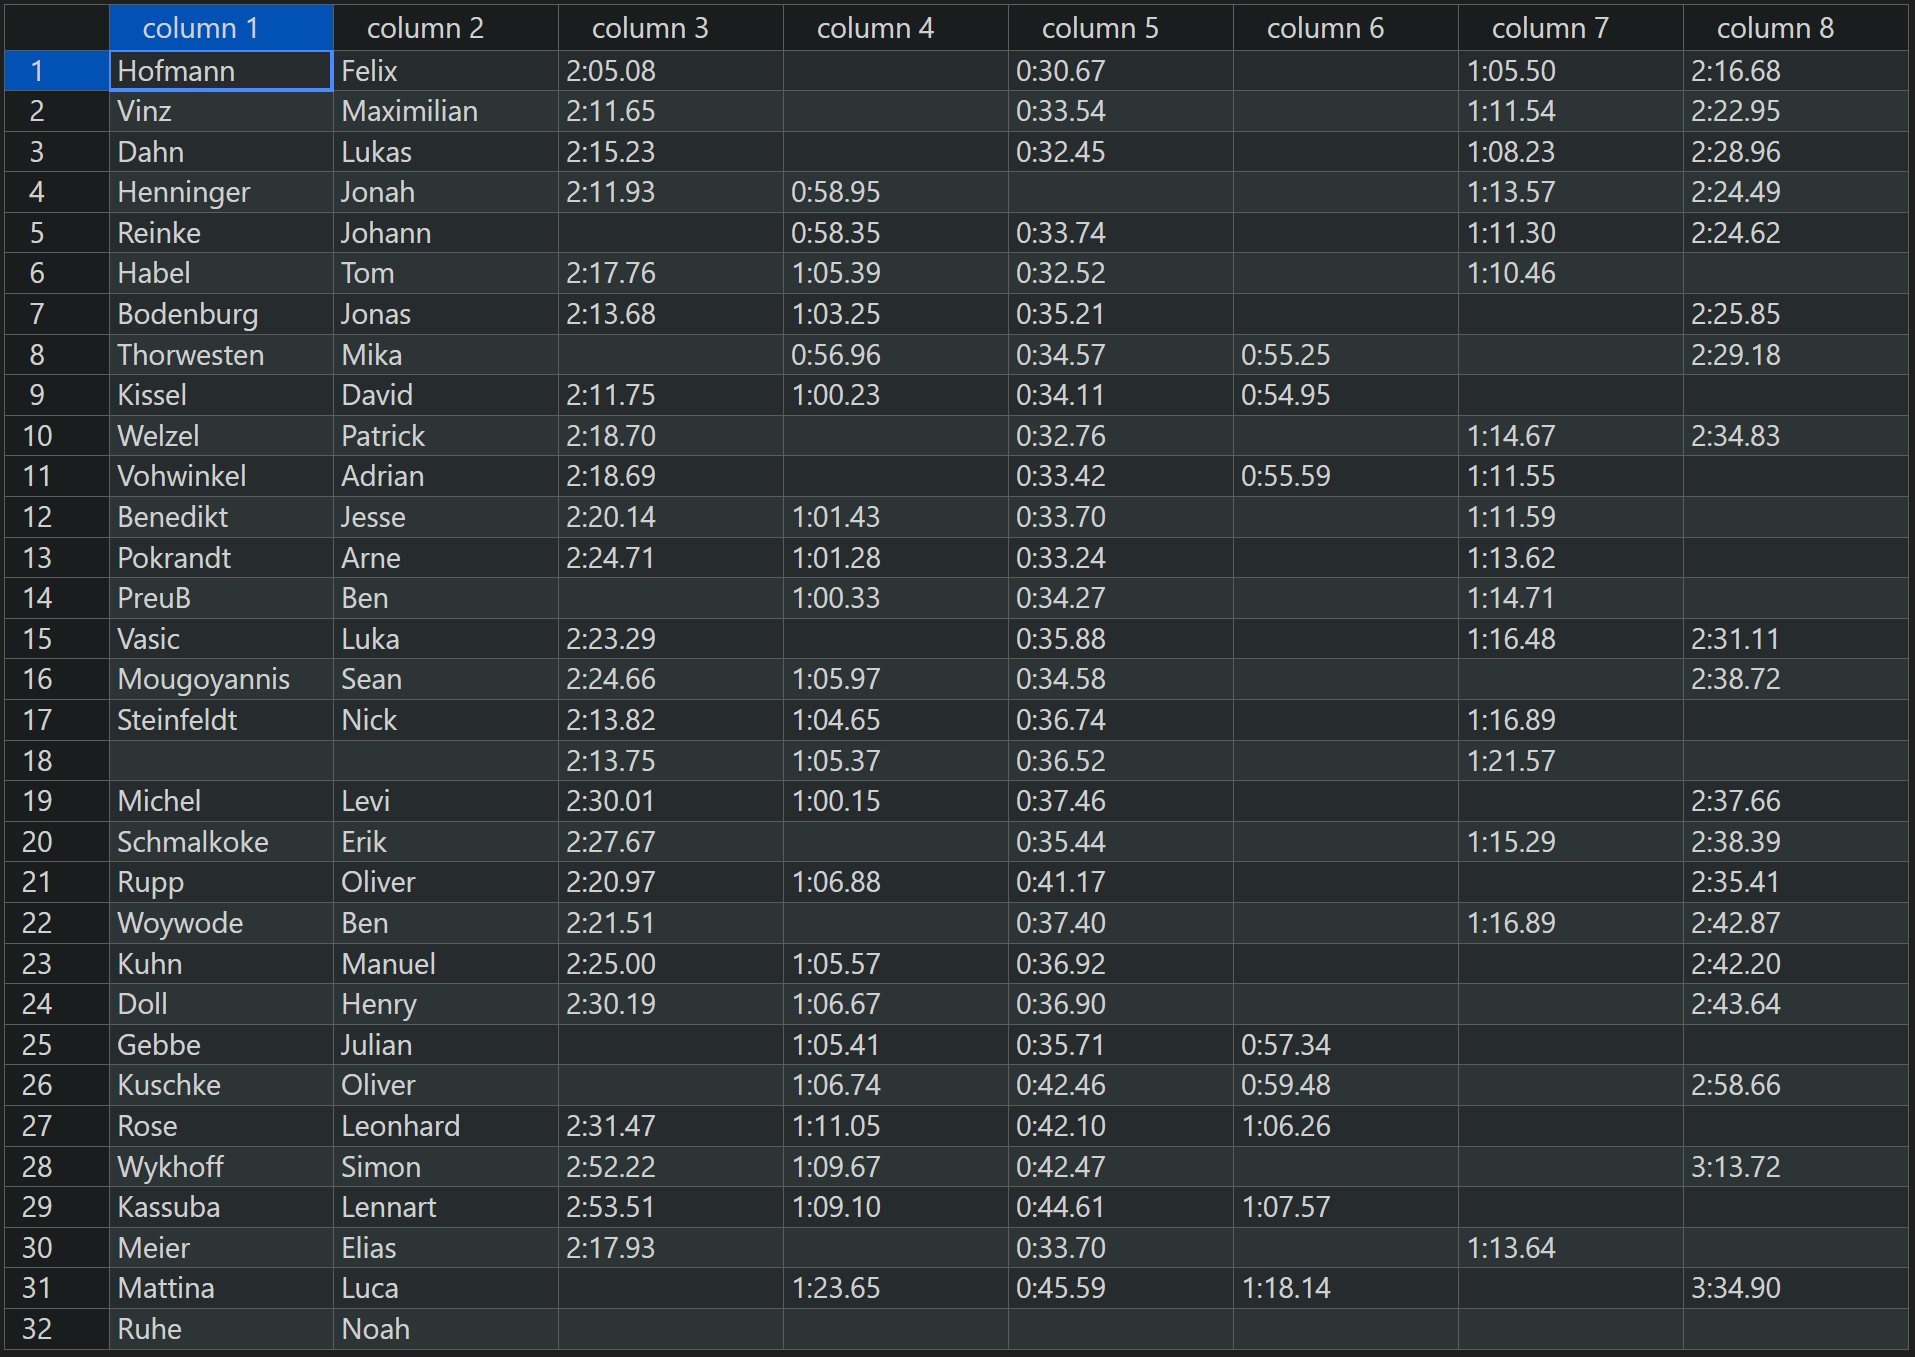 column 1 column 2 column 3 column 4 column 5 column 6 column 7 column 8
1 Hofmann Felix 2:05.08 0:30.67 1:05.50 2:16.68
2 Vinz Maximilian 2:11.65 0:33.54 1:11.54 2:22.95
3 Dahn Lukas 2:15.23 0:32.45 1:08.23 2:28.96
4 Henninger Jonah 2:11.93 0:58.95 1:13.57 2:24.49
5 Reinke Johann 0:58.35 0:33.74 1:11.30 2:24.62
6 Habel Tom 2:17.76 1:05.39 0:32.52 1:10.46
7 Bodenburg Jonas 2:13.68 1:03.25 0:35.21 2:25.85
8 Thorwesten Mika 0:56.96 0:34.57 0:55.25 2:29.18
9 Kissel David 2:11.75 1:00.23 0:34.11 0:54.95
10 Welzel Patrick 2:18.70 0:32.76 1:14.67 2:34.83
11 Vohwinkel Adrian 2:18.69 0:33.42 0:55.59 1:11.55
12 Benedikt Jesse 2:20.14 1:01.43 0:33.70 1:11.59
13 Pokrandt Arne 2:24.71 1:01.28 0:33.24 1:13.62
14 PreuB Ben 1:00.33 0:34.27 1:14.71
15 Vasic Luka 2:23.29 0:35.88 1:16.48 2:31.11
16 Mougoyannis Sean 2:24.66 1:05.97 0:34.58 2:38.72
17 Steinfeldt Nick 2:13.82 1:04.65 0:36.74 1:16.89
18 2:13.75 1:05.37 0:36.52 1:21.57
19 Michel Levi 2:30.01 1:00.15 0:37.46 2:37.66
20 Schmalkoke Erik 2:27.67 0:35.44 1:15.29 2:38.39
21 Rupp Oliver 2:20.97 1:06.88 0:41.17 2:35.41
22 Woywode Ben 2:21.51 0:37.40 1:16.89 2:42.87
23 Kuhn Manuel 2:25.00 1:05.57 0:36.92 2:42.20
24 Doll Henry 2:30.19 1:06.67 0:36.90 2:43.64
25 Gebbe Julian 1:05.41 0:35.71 0:57.34
26 Kuschke Oliver 1:06.74 0:42.46 0:59.48 2:58.66
27 Rose Leonhard 2:31.47 1:11.05 0:42.10 1:06.26
28 Wykhoff Simon 2:52.22 1:09.67 0:42.47 3:13.72
29 Kassuba Lennart 2:53.51 1:09.10 0:44.61 1:07.57
30 Meier Elias 2:17.93 0:33.70 1:13.64
31 Mattina Luca 1:23.65 0:45.59 1:18.14 3:34.90
32 Ruhe Noah